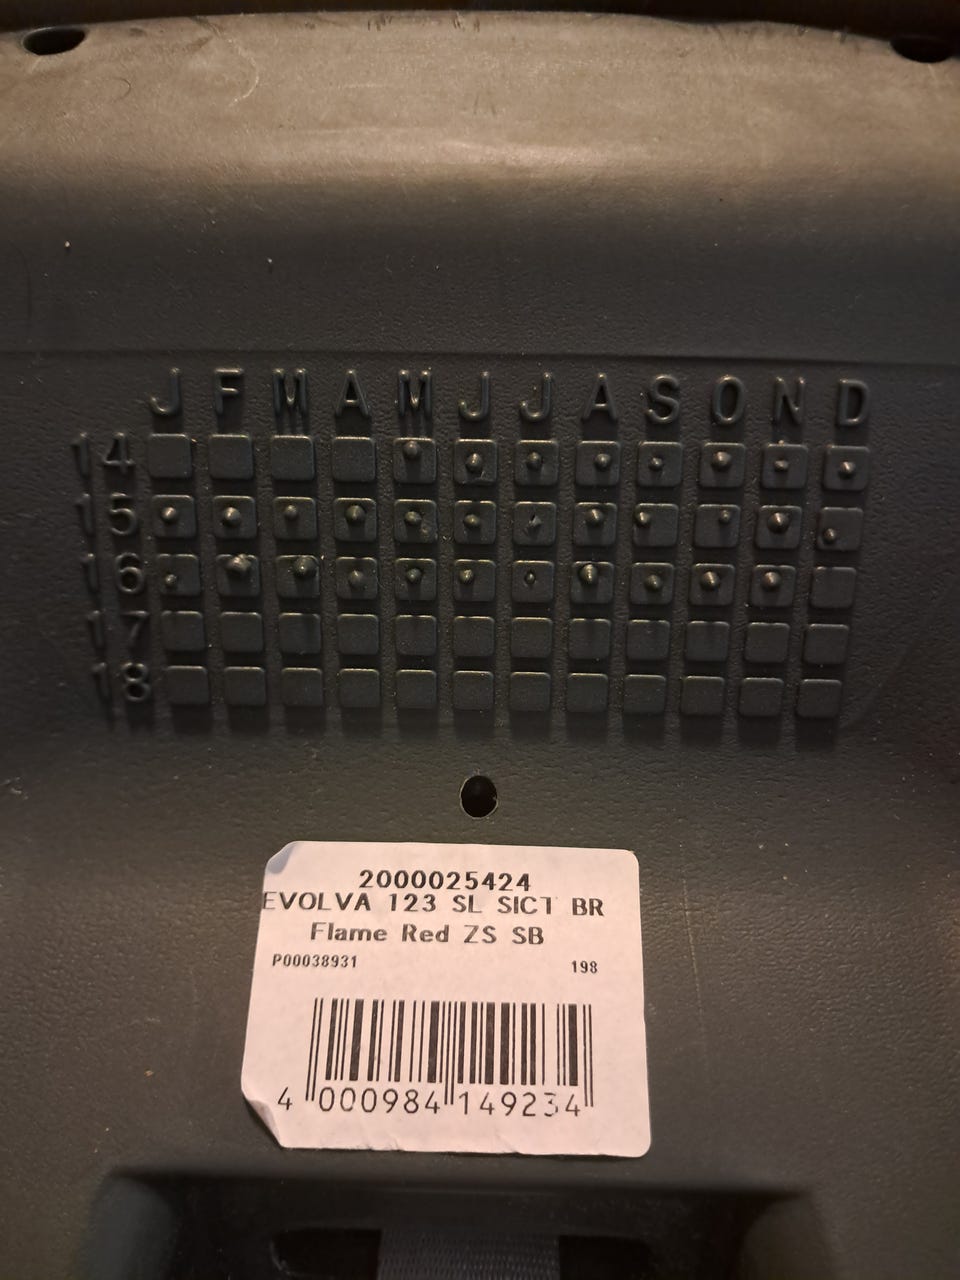 J F M A M J J A S O N D
14
15
16
17
18
2000025424
EVOLVA 123 SL SICT BR
Flame Red ZS SB
P00038931 198
4 000984 149234